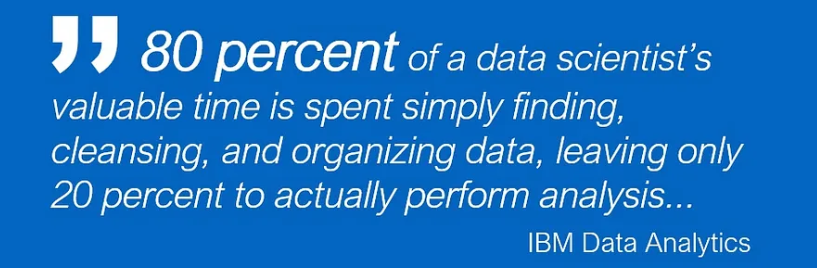 ” 80 percent of a data scientist’s
valuable time is spent simply finding,
cleansing, and organizing data, leaving only
20 percent to actually perform analysis...
IBM Data Analytics